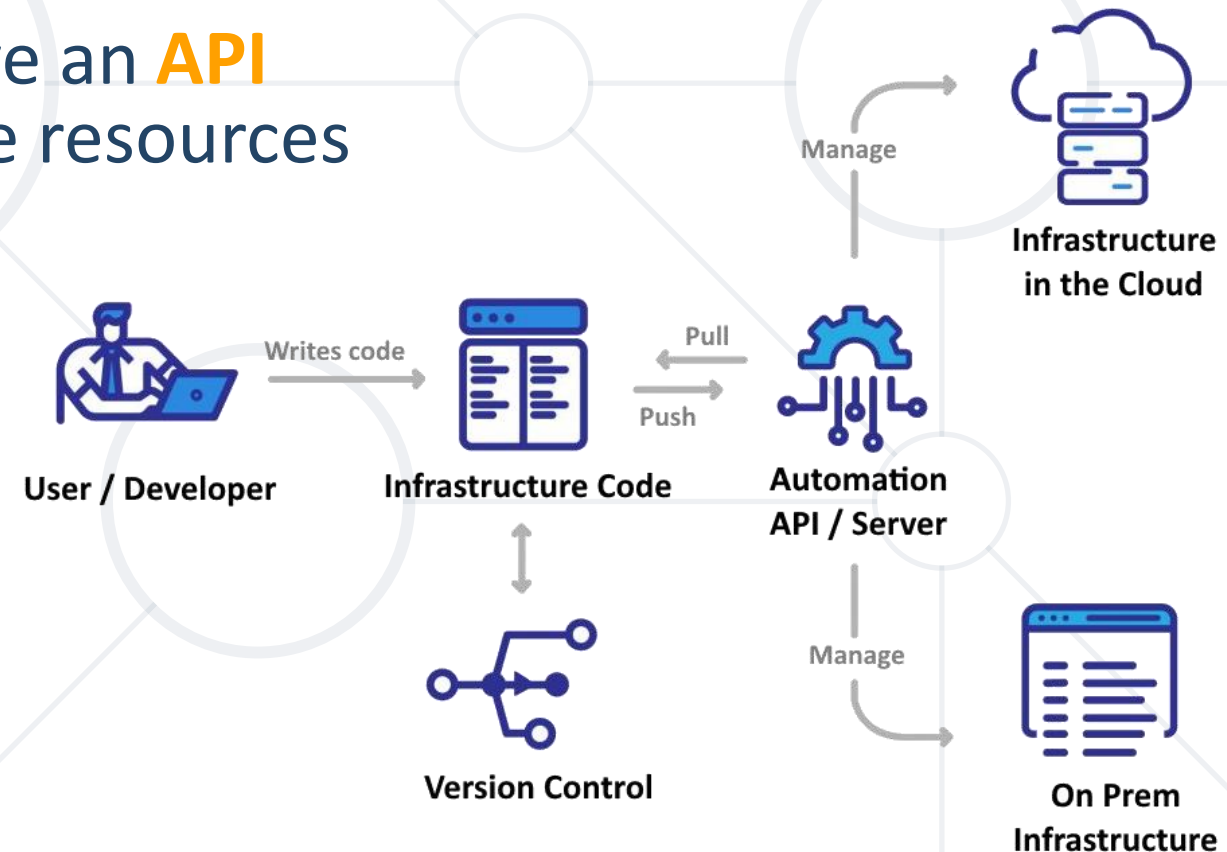 e an API
e resources
Manage
Infrastructure
in the Cloud
Writes code
Pull
Push
User / Developer
Infrastructure Code
Automation
API / Server
Manage
Version Control
On Prem
Infrastructure